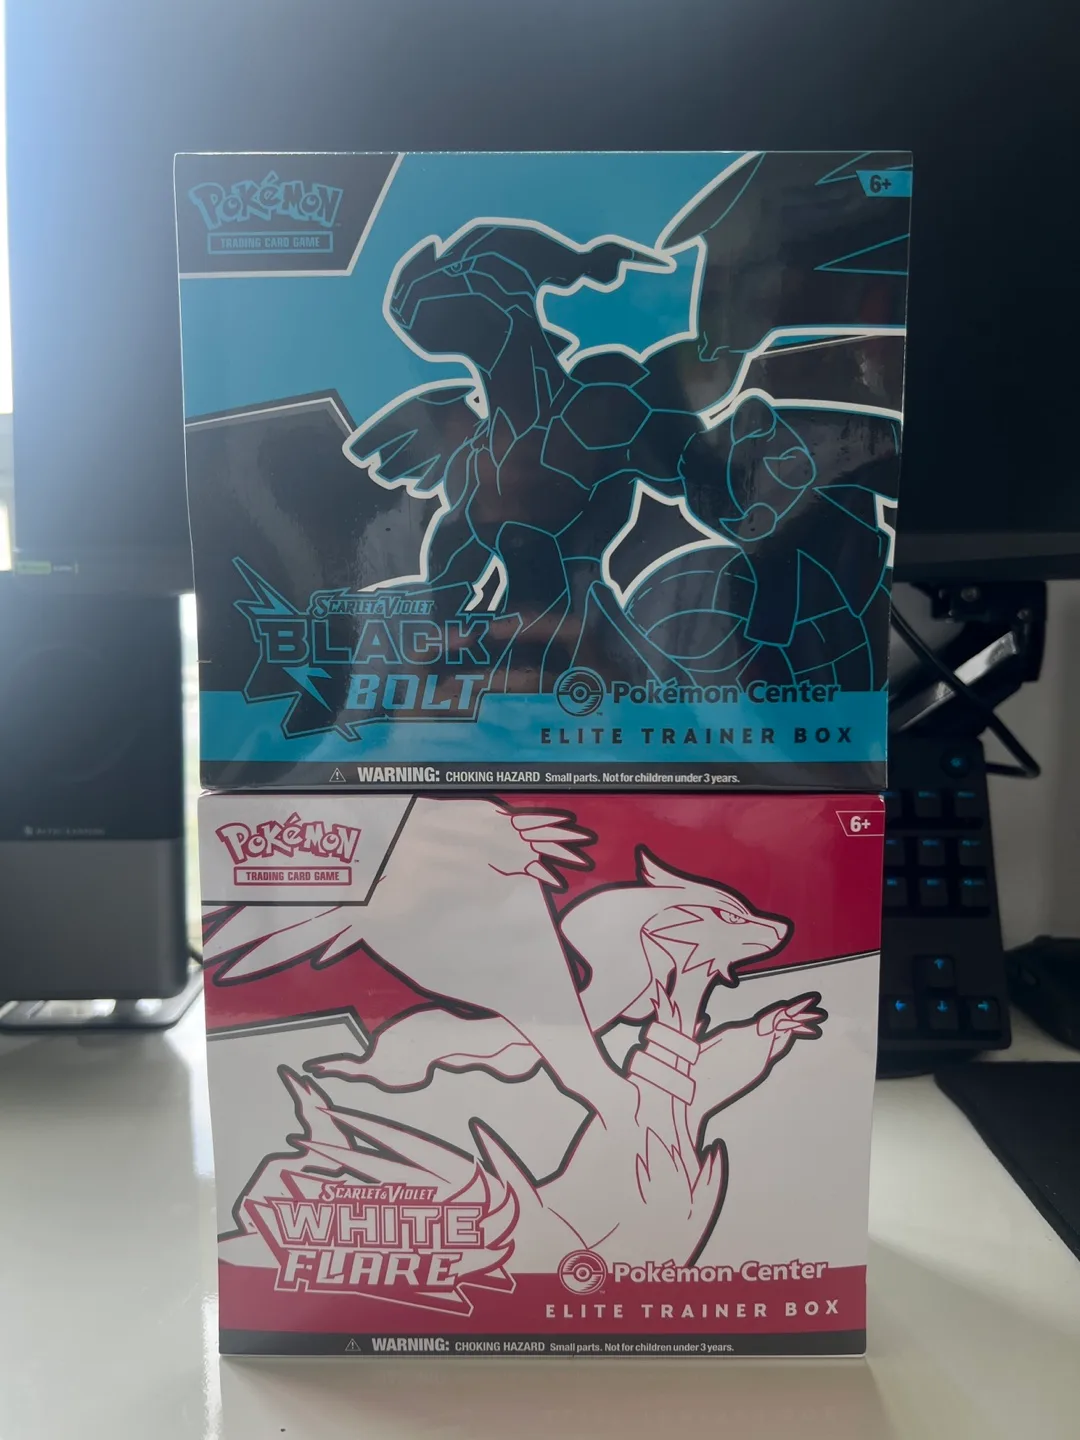 POKéMON
TRADING CARD GAME
6+
SCARLET & VIOLET
BLACK
BOLT
Pokémon Center
ELITE TRAINER BOX
WARNING: CHOKING HAZARD Small parts. Not for children under 3 years.
POKéMON
TRADING CARD GAME
6+
SCARLET & VIOLET
WHITE
FLARE
Pokémon Center
ELITE TRAINER BOX
WARNING: CHOKING HAZARD Small parts. Not for children under 3 years.